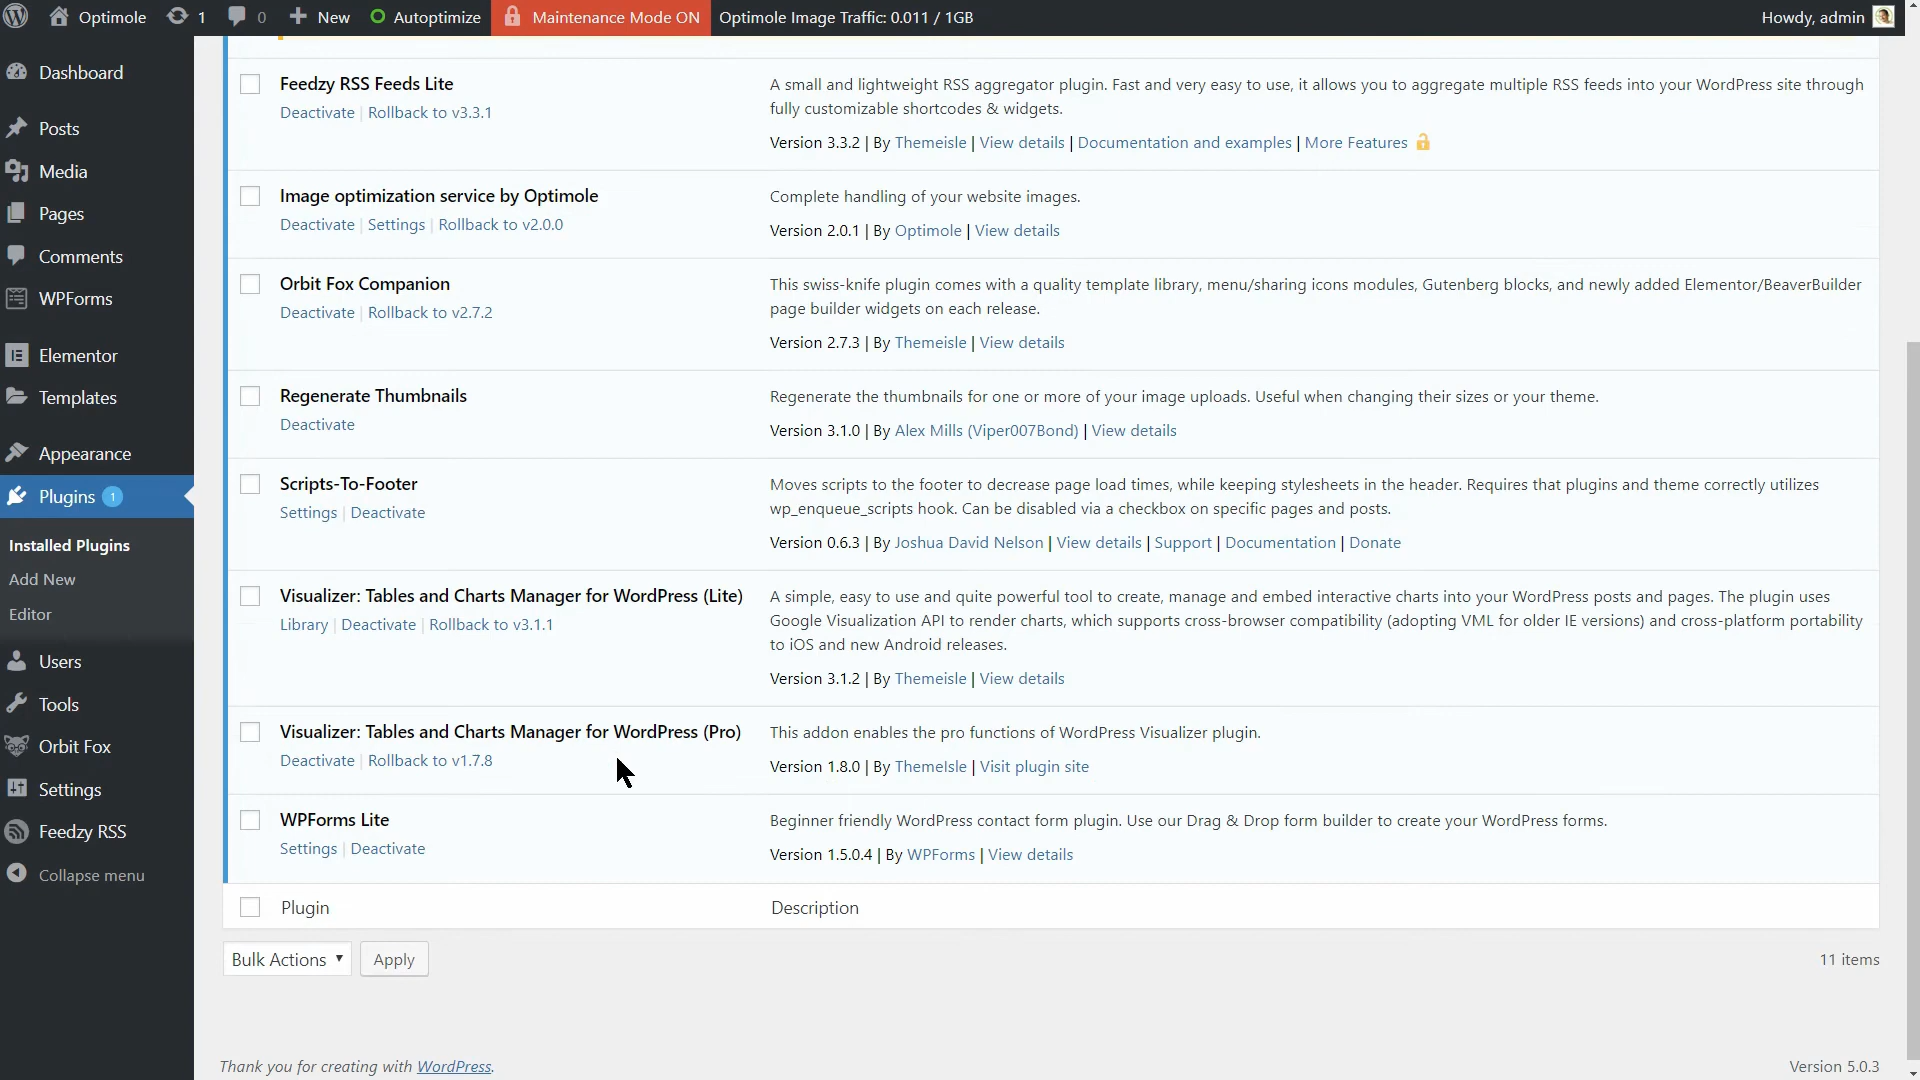 Optimole 1 0 New Autoptimize Maintenance Mode ON Optimole Image Traffic: 0.011 / 1GB Howdy, admin
Dashboard
Posts
Media
Pages
Comments
WPForms
Elementor
Templates
Appearance
Plugins 1
Installed Plugins
Add New
Editor
Users
Tools
Orbit Fox
Settings
Feedzy RSS
Collapse menu
Feedzy RSS Feeds Lite
Deactivate | Rollback to v3.3.1
A small and lightweight RSS aggregator plugin. Fast and very easy to use, it allows you to aggregate multiple RSS feeds into your WordPress site through
fully customizable shortcodes & widgets.
Version 3.3.2 | By Themeisle | View details | Documentation and examples | More Features
Image optimization service by Optimole
Deactivate | Settings | Rollback to v2.0.0
Complete handling of your website images.
Version 2.0.1 | By Optimole | View details
Orbit Fox Companion
Deactivate | Rollback to v2.7.2
This swiss-knife plugin comes with a quality template library, menu/sharing icons modules, Gutenberg blocks, and newly added Elementor/BeaverBuilder
page builder widgets on each release.
Version 2.7.3 | By Themeisle | View details
Regenerate Thumbnails
Deactivate
Regenerate the thumbnails for one or more of your image uploads. Useful when changing their sizes or your theme.
Version 3.1.0 | By Alex Mills (Viper007Bond) | View details
Scripts-To-Footer
Settings | Deactivate
Moves scripts to the footer to decrease page load times, while keeping stylesheets in the header. Requires that plugins and theme correctly utilizes
wp_enqueue_scripts hook. Can be disabled via a checkbox on specific pages and posts.
Version 0.6.3 | By Joshua David Nelson | View details | Support | Documentation | Donate
Visualizer: Tables and Charts Manager for WordPress (Lite)
Library | Deactivate | Rollback to v3.1.1
A simple, easy to use and quite powerful tool to create, manage and embed interactive charts into your WordPress posts and pages. The plugin uses
Google Visualization API to render charts, which supports cross-browser compatibility (adopting VML for older IE versions) and cross-platform portability
to iOS and new Android releases.
Version 3.1.2 | By Themeisle | View details
Visualizer: Tables and Charts Manager for WordPress (Pro)
Deactivate | Rollback to v1.7.8
This addon enables the pro functions of WordPress Visualizer plugin.
Version 1.8.0 | By ThemeIsle | Visit plugin site
WPForms Lite
Settings | Deactivate
Beginner friendly WordPress contact form plugin. Use our Drag & Drop form builder to create your WordPress forms.
Version 1.5.0.4 | By WPForms | View details
Plugin Description
Bulk Actions Apply 11 items
Thank you for creating with WordPress. Version 5.0.3